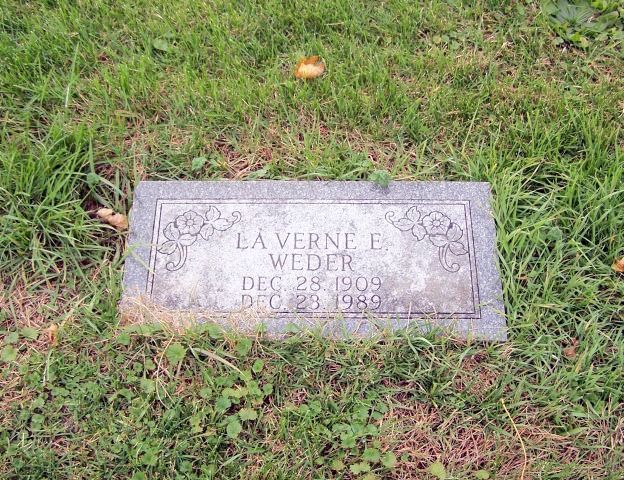 LA VERNE E.
WEDER
DEC. 28. 1909
DEC. 23. 1989